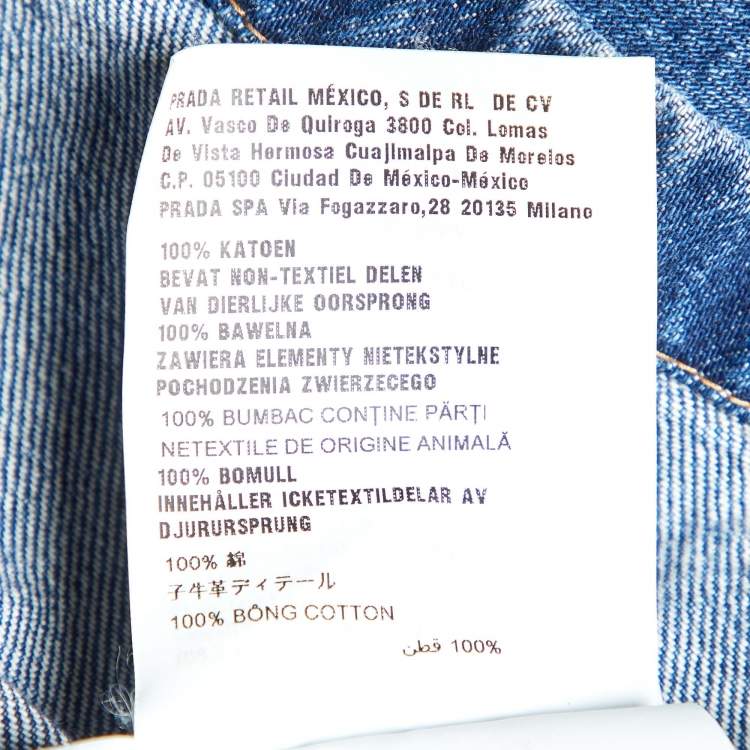 PRADA RETAIL MÉXICO, S DE RL DE CV
AV. Vasco De Quiroga 3800 Col. Lomas
De Vista Hermosa Cuajlmalpa De Morelos
C.P. 05100 Ciudad De México-México
PRADA SPA Via Fogazzaro,28 20135 Milano
100% KATOEN
BEVAT NON-TEXTIEL DELEN
VAN DIERLIJKE OORSPRONG
100% BAWELNA
ZAWIERA ELEMENTY NIETEKSTYLNE
POCHODZENIA ZWIERZECEGO
100% BUMBAC CONȚINE PĂRȚI
NETEXTILE DE ORIGINE ANIMALĂ
100% BOMULL
INNEHÅLLER ICKETEXTILDELAR AV
DJURURSPRUNG
100% 綿
子牛革ディテール
100% BÔNG COTTON
100% قطن